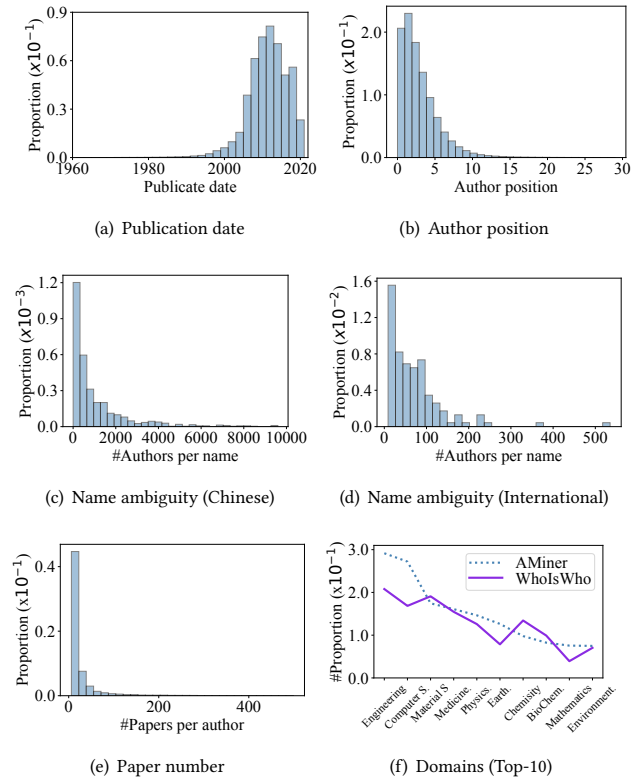 0.9
0.6
0.3
0.0
Proportion (x10⁻¹)
1960 1980 2000 2020
Publicate date
(a) Publication date
2.0
1.0
0.0
Proportion (x10⁻¹)
0 5 10 15 20 25 30
Author position
(b) Author position
1.2
0.9
0.6
0.3
0.0
Proportion (x10⁻³)
0 2000 4000 6000 8000 10000
#Authors per name
(c) Name ambiguity (Chinese)
1.6
1.2
0.8
0.4
0.0
Proportion (x10⁻²)
0 100 200 300 400 500
#Authors per name
(d) Name ambiguity (International)
0.4
0.2
0.0
Proportion (x10⁻¹)
0 200 400
#Papers per author
(e) Paper number
3.0
2.0
1.0
0.0
#Proportion (x10⁻¹)
AMiner
WhoIsWho
Engineering
Computer S.
Material S
Medicine.
Physics.
Earth.
Chemisity
BioChem.
Mathematics
Environment.
(f) Domains (Top-10)